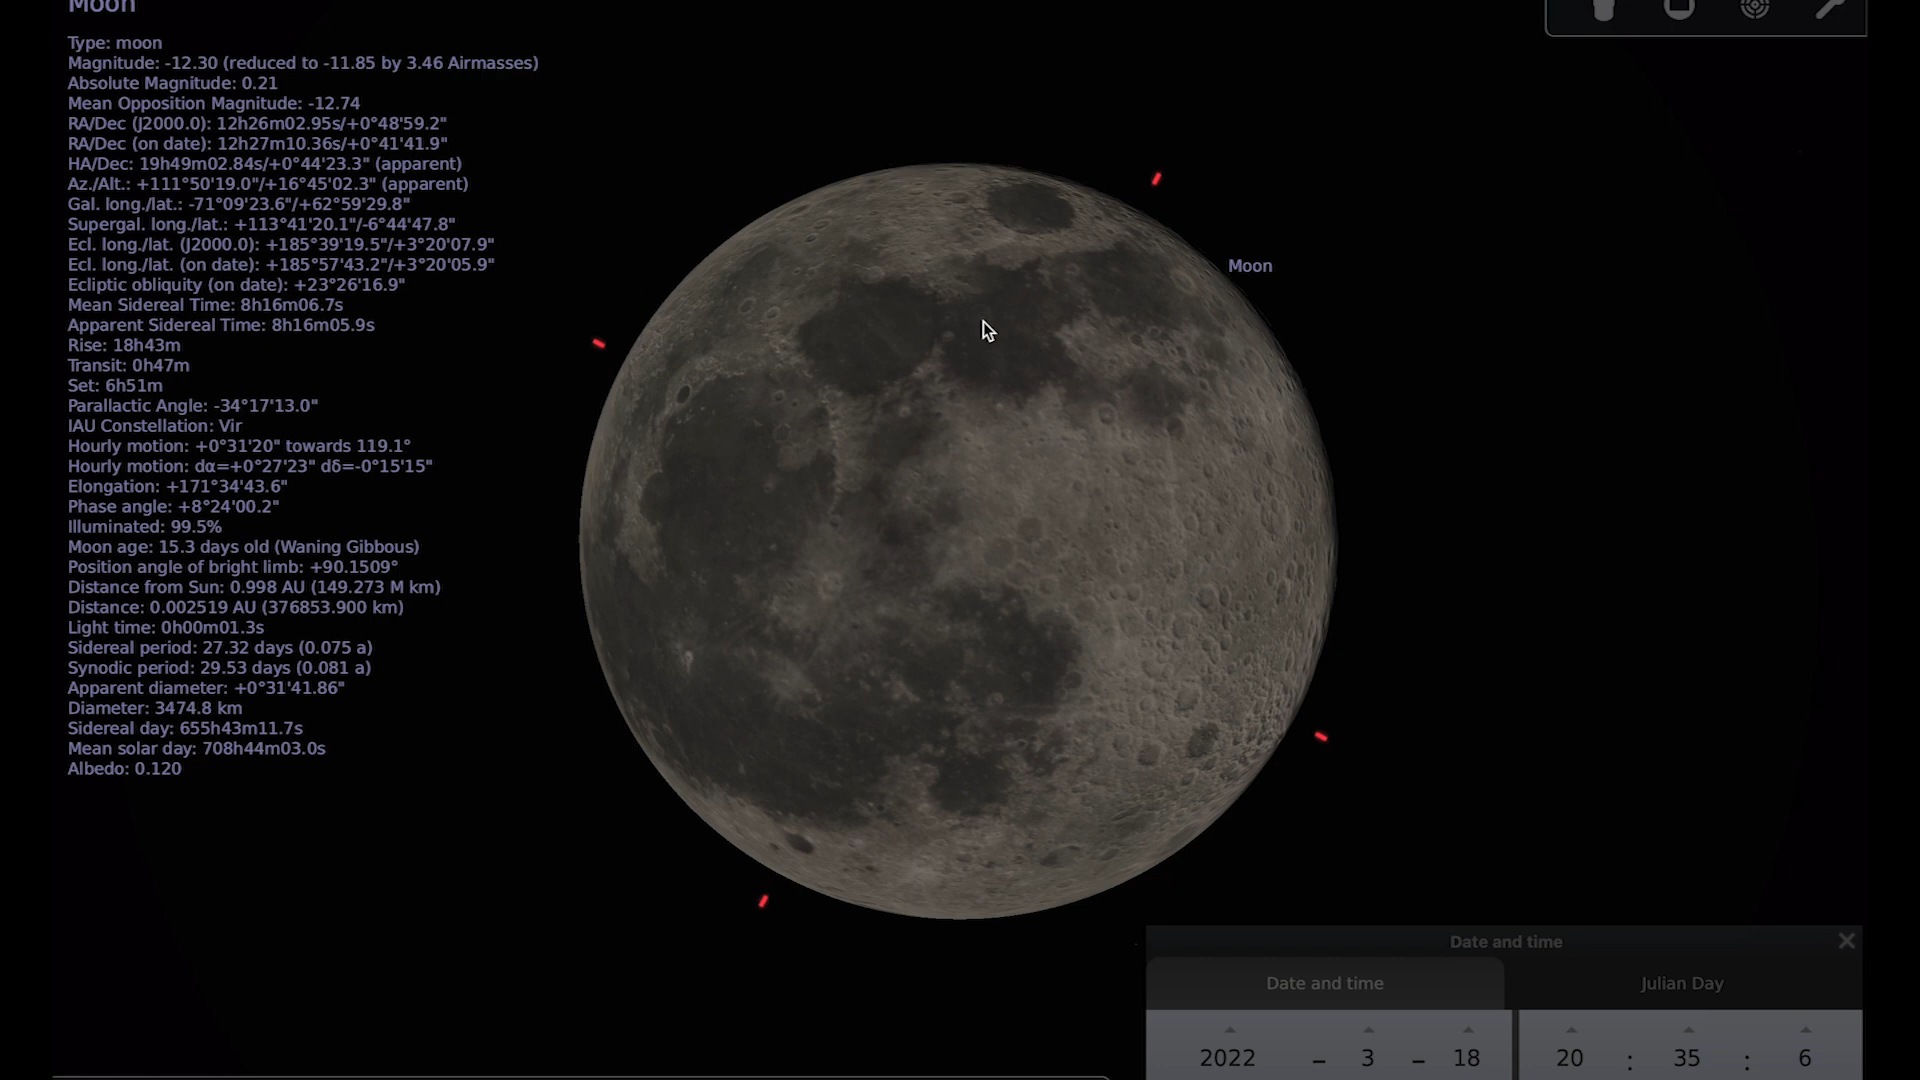 Moon
Type: moon
Magnitude: -12.30 (reduced to -11.85 by 3.46 Airmasses)
Absolute Magnitude: 0.21
Mean Opposition Magnitude: -12.74
RA/Dec (J2000.0): 12h26m02.95s/+0°48'59.2"
RA/Dec (on date): 12h27m10.36s/+0°41'41.9"
HA/Dec: 19h49m02.84s/+0°44'23.3" (apparent)
Az./Alt.: +111°50'19.0"/+16°45'02.3" (apparent)
Gal. long./lat.: -71°09'23.6"/+62°59'29.8"
Supergal. long./lat.: +113°41'20.1"/-6°44'47.8"
Ecl. long./lat. (J2000.0): +185°39'19.5"/+3°20'07.9"
Ecl. long./lat. (on date): +185°57'43.2"/+3°20'05.9"
Ecliptic obliquity (on date): +23°26'16.9"
Mean Sidereal Time: 8h16m06.7s
Apparent Sidereal Time: 8h16m05.9s
Rise: 18h43m
Transit: 0h47m
Set: 6h51m
Parallactic Angle: -34°17'13.0"
IAU Constellation: Vir
Hourly motion: +0°31'20" towards 119.1°
Hourly motion: dα=+0°27'23" dδ=-0°15'15"
Elongation: +171°34'43.6"
Phase angle: +8°24'00.2"
Illuminated: 99.5%
Moon age: 15.3 days old (Waning Gibbous)
Position angle of bright limb: +90.1509°
Distance from Sun: 0.998 AU (149.273 M km)
Distance: 0.002519 AU (376853.900 km)
Light time: 0h00m01.3s
Sidereal period: 27.32 days (0.075 a)
Synodic period: 29.53 days (0.081 a)
Apparent diameter: +0°31'41.86"
Diameter: 3474.8 km
Sidereal day: 655h43m11.7s
Mean solar day: 708h44m03.0s
Albedo: 0.120
Moon
Date and time
Date and time Julian Day
2022 – 3 – 18 20 : 35 : 6